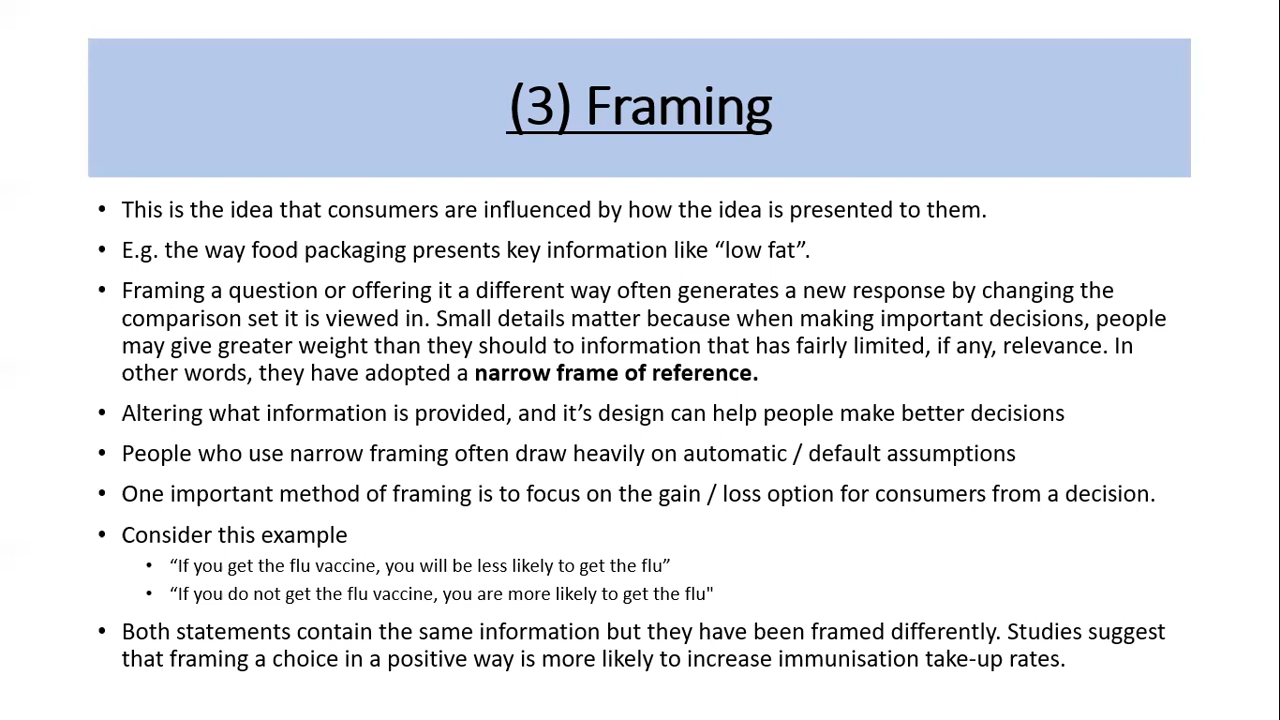 (3) Framing
• This is the idea that consumers are influenced by how the idea is presented to them.
• E.g. the way food packaging presents key information like “low fat”.
• Framing a question or offering it a different way often generates a new response by changing the
comparison set it is viewed in. Small details matter because when making important decisions, people
may give greater weight than they should to information that has fairly limited, if any, relevance. In
other words, they have adopted a narrow frame of reference.
• Altering what information is provided, and it’s design can help people make better decisions
• People who use narrow framing often draw heavily on automatic / default assumptions
• One important method of framing is to focus on the gain / loss option for consumers from a decision.
• Consider this example
• “If you get the flu vaccine, you will be less likely to get the flu”
• “If you do not get the flu vaccine, you are more likely to get the flu"
• Both statements contain the same information but they have been framed differently. Studies suggest
that framing a choice in a positive way is more likely to increase immunisation take-up rates.